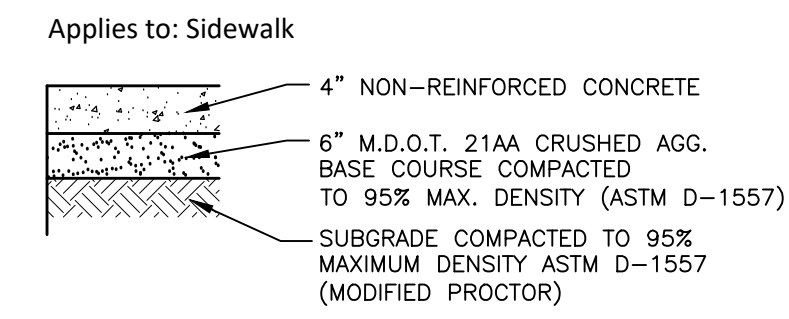 Applies to: Sidewalk
4" NON-REINFORCED CONCRETE
6" M.D.O.T. 21AA CRUSHED AGG.
BASE COURSE COMPACTED
TO 95% MAX. DENSITY (ASTM D-1557)
SUBGRADE COMPACTED TO 95%
MAXIMUM DENSITY ASTM D-1557
(MODIFIED PROCTOR)